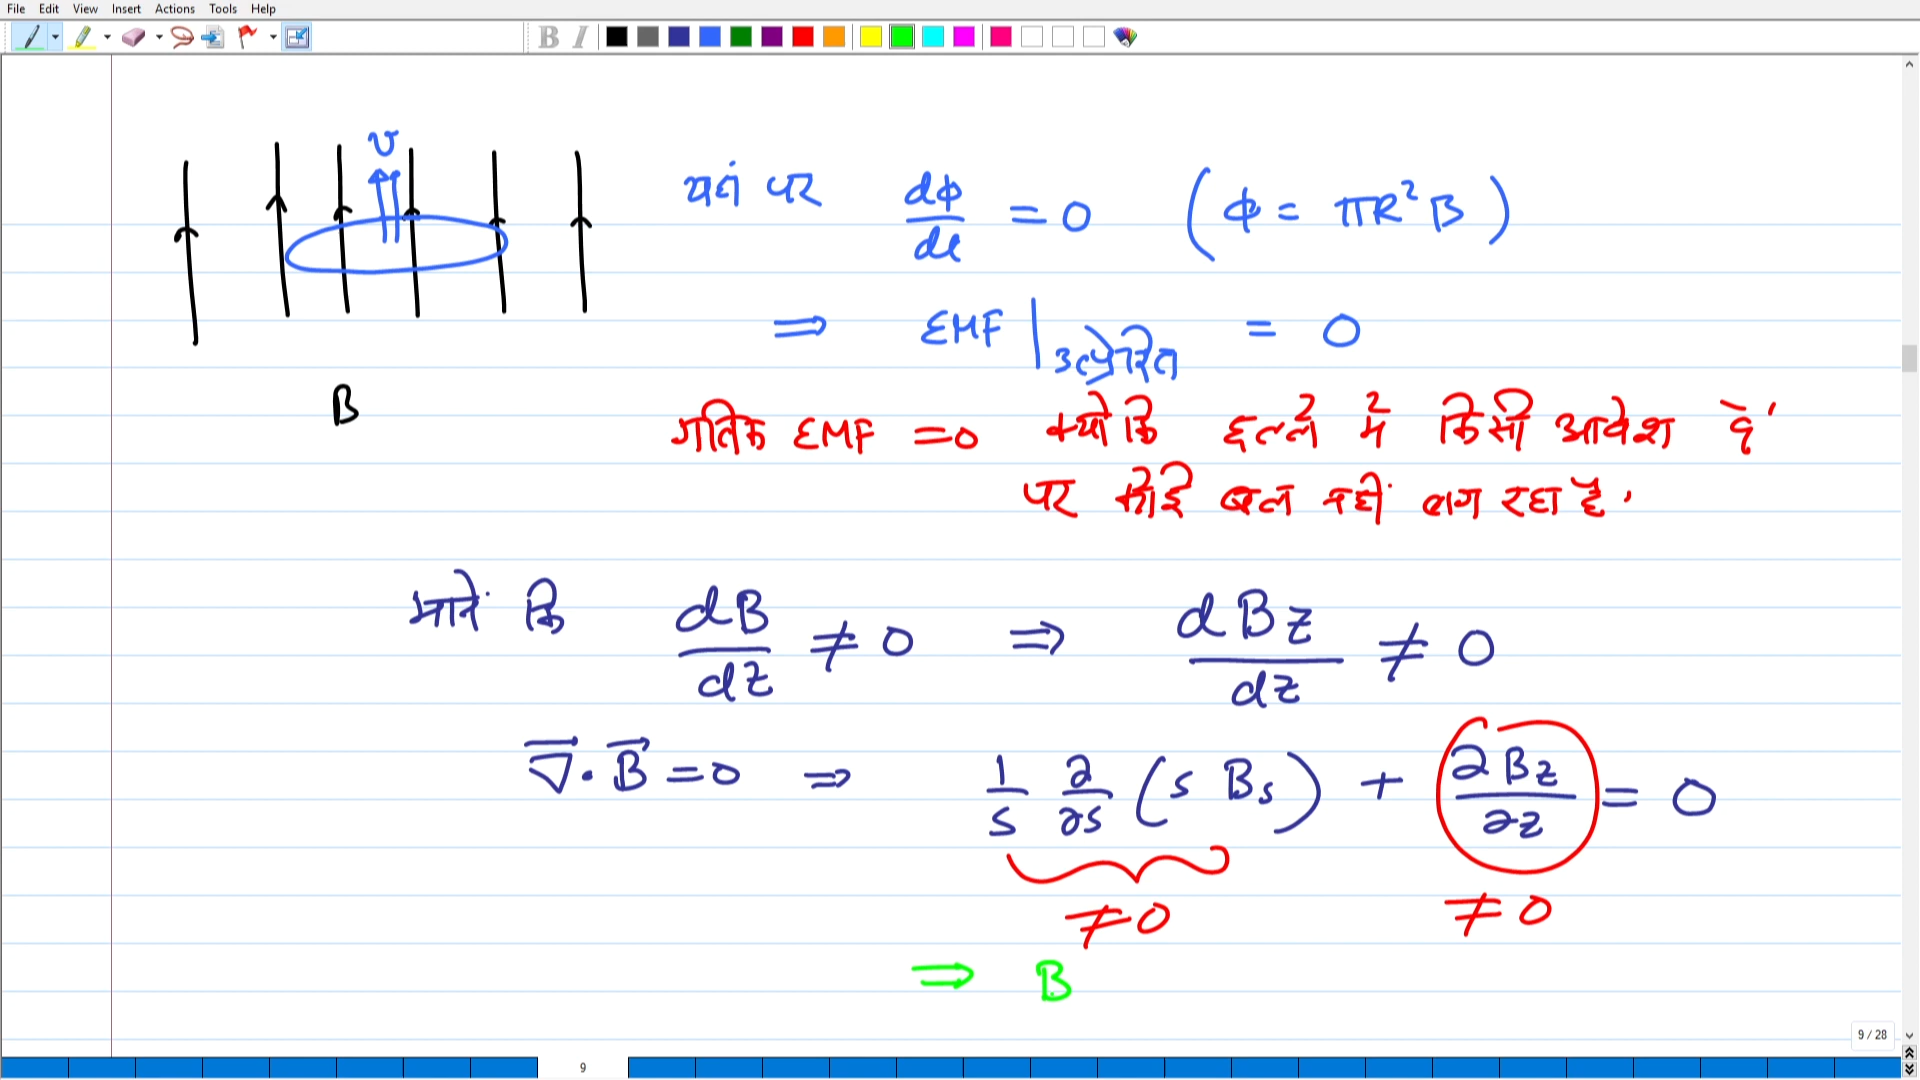 File Edit View Insert Actions Tools Help
B I
v
यहां पर dφ/dt = 0 (φ = πR²B)
⇒ EMF |उत्प्रेरित = 0
B
गतिक EMF = 0 क्योंकि छल्ले में किसी आवेश q
पर कोई बल नहीं लग रहा है.
मानें कि dB/dz ≠ 0 ⇒ dBz/dz ≠ 0
∇⃗ . B⃗ = 0 ⇒ 1/s ∂/∂s (s Bs) + ∂Bz/∂z = 0
≠ 0 ≠ 0
⇒ B
9 / 28
9